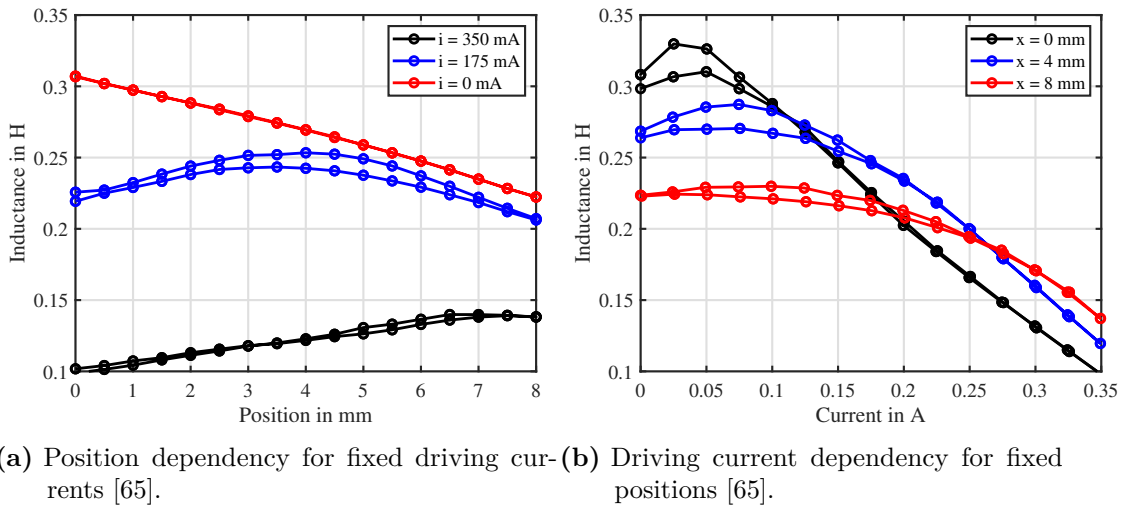 0.35
0.3
0.25
0.2
0.15
0.1
Inductance in H
0 1 2 3 4 5 6 7 8
Position in mm
i = 350 mA
i = 175 mA
i = 0 mA
0.35
0.3
0.25
0.2
0.15
0.1
Inductance in H
0 0.05 0.1 0.15 0.2 0.25 0.3 0.35
Current in A
x = 0 mm
x = 4 mm
x = 8 mm
(a) Position dependency for fixed driving cur-
rents [65].
(b) Driving current dependency for fixed
positions [65].